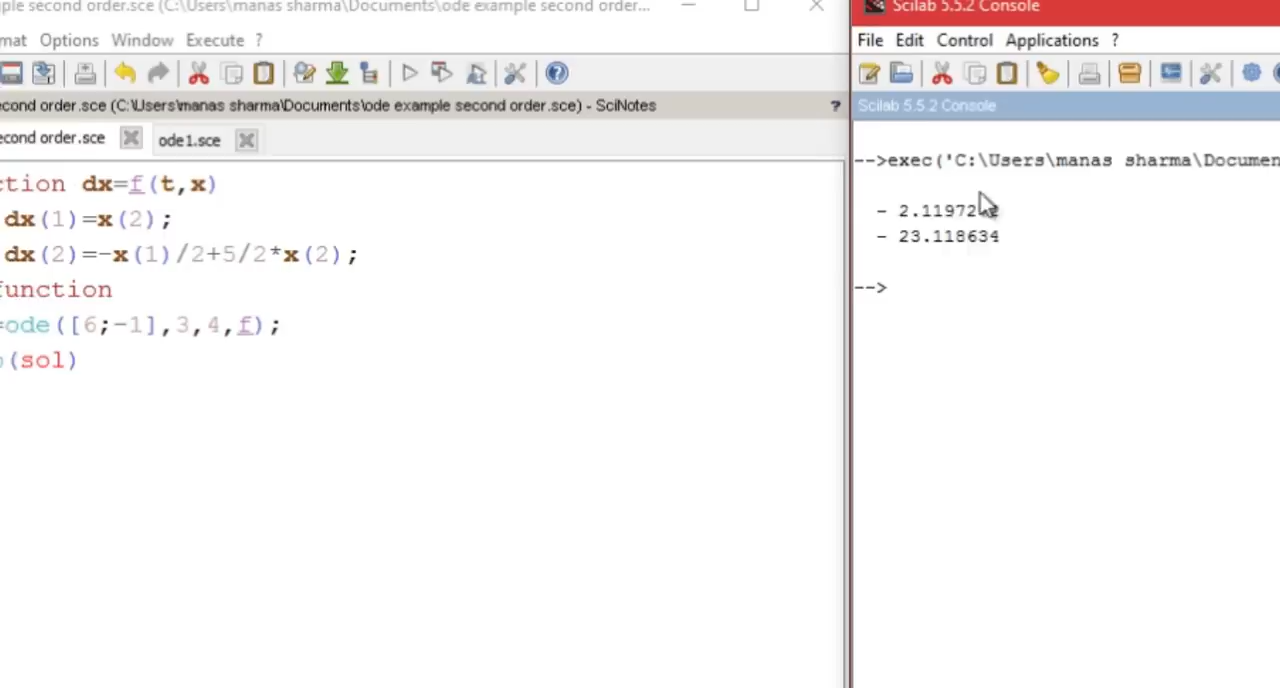 ple second order.sce (C:\Users\manas sharma\Documents\ode example second order...
mat Options Window Execute ?
econd order.sce (C:\Users\manas sharma\Documents\ode example second order.sce) - SciNotes ?
econd order.sce ode1.sce
ction dx=f(t,x)
dx(1)=x(2);
dx(2)=-x(1)/2+5/2*x(2);
function
=ode([6;-1],3,4,f);
(sol)
Scilab 5.5.2 Console
File Edit Control Applications ?
Scilab 5.5.2 Console
-->exec('C:\Users\manas sharma\Documen
- 2.11972
- 23.118634
-->